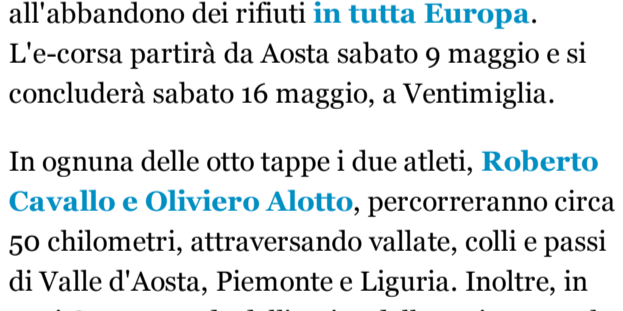 all'abbandono dei rifiuti in tutta Europa.
L'e-corsa partirà da Aosta sabato 9 maggio e si
concluderà sabato 16 maggio, a Ventimiglia.
In ognuna delle otto tappe i due atleti, Roberto
Cavallo e Oliviero Alotto, percorreranno circa
50 chilometri, attraversando vallate, colli e passi
di Valle d'Aosta, Piemonte e Liguria. Inoltre, in